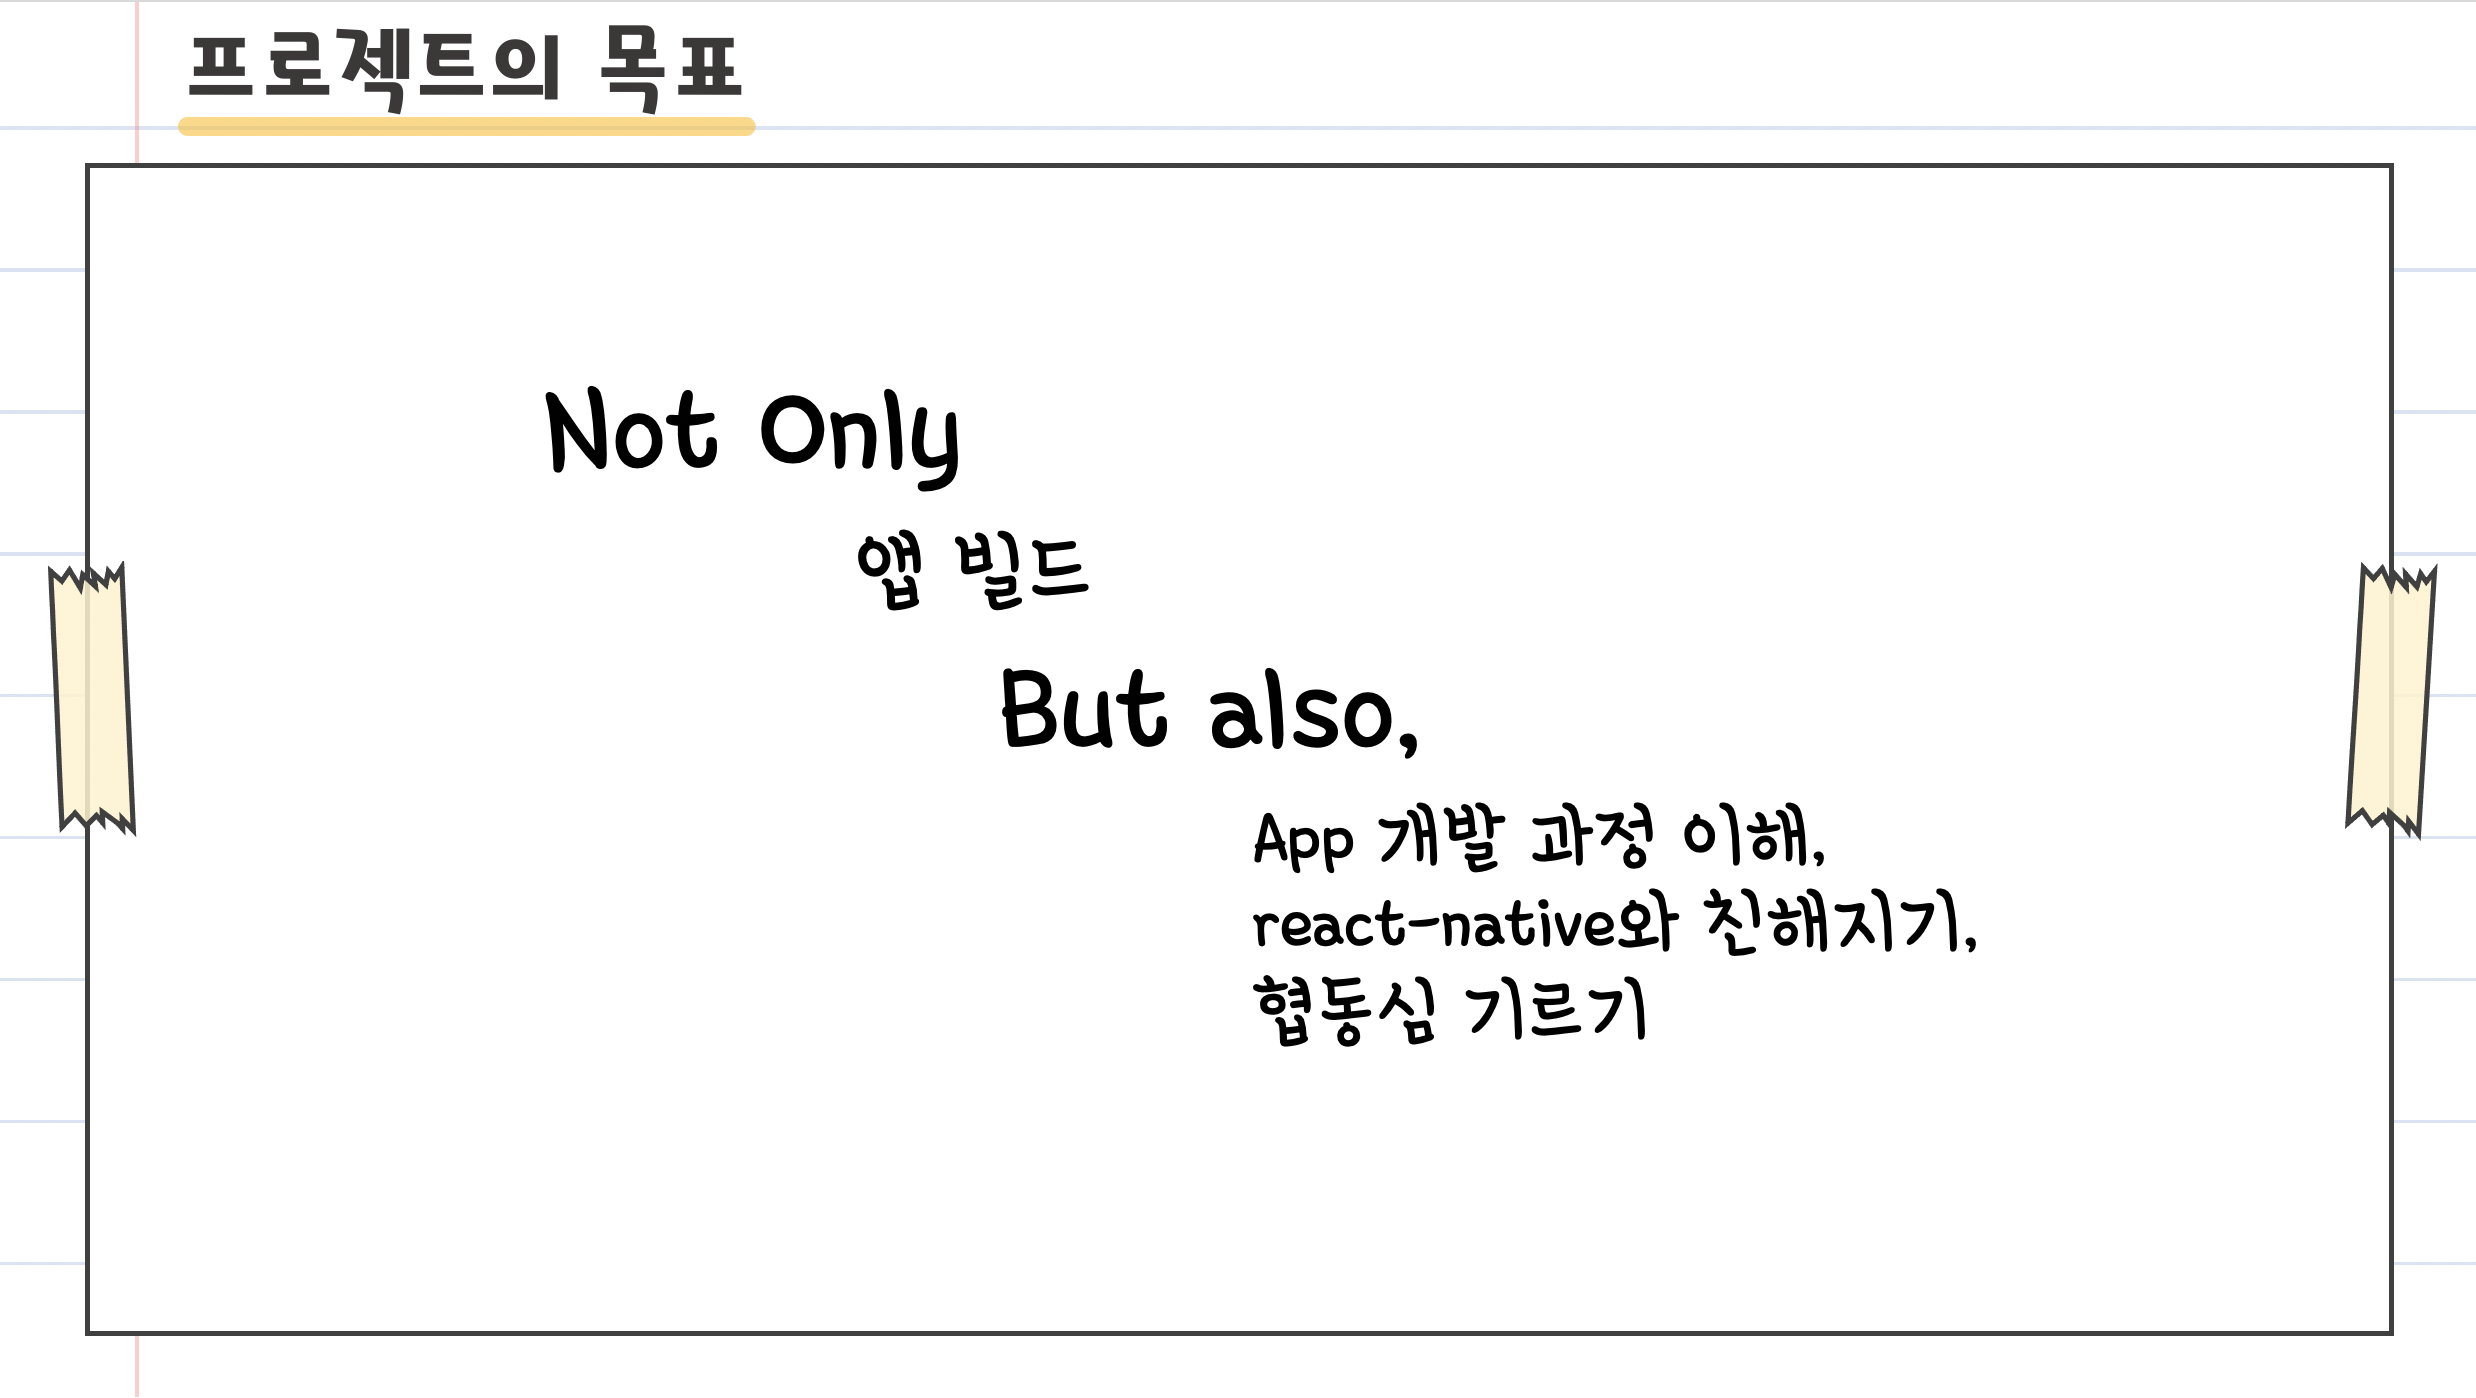 프로젝트의 목표
Not Only
앱 빌드
But also,
App 개발 과정 이해,
react-native와 친해지기,
협동심 기르기